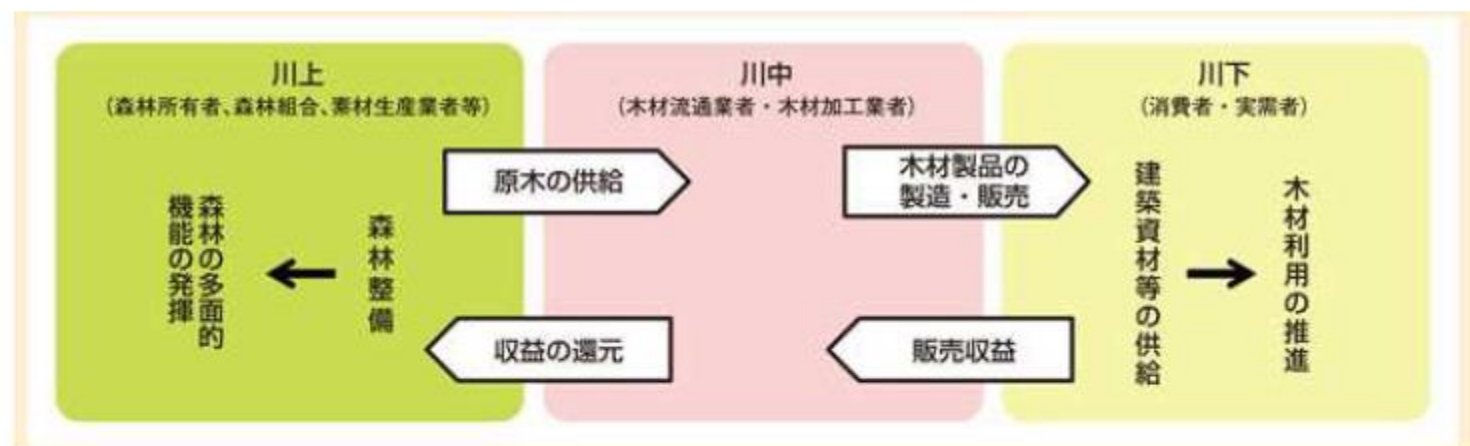 川上
（森林所有者、森林組合、素材生産業者等）
原木の供給
森林整備
森林の多面的
機能の発揮
収益の還元
川中
（木材流通業者・木材加工業者）
木材製品の
製造・販売
販売収益
川下
（消費者・実需者）
建築資材等の供給
木材利用の推進